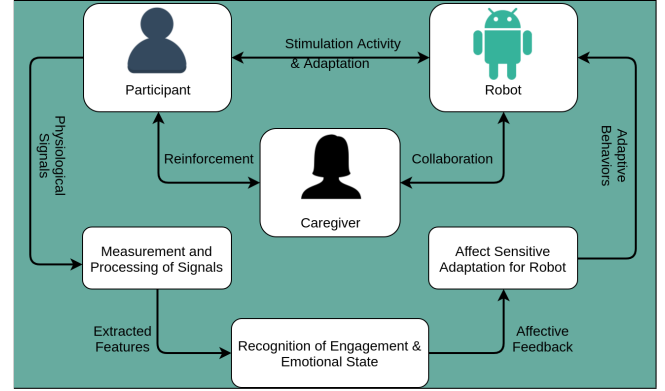 Stimulation Activity
& Adaptation
Participant
Robot
Physiological
Signals
Adaptive
Behaviors
Reinforcement
Collaboration
Caregiver
Measurement and
Processing of Signals
Affect Sensitive
Adaptation for Robot
Extracted
Features
Recognition of Engagement &
Emotional State
Affective
Feedback